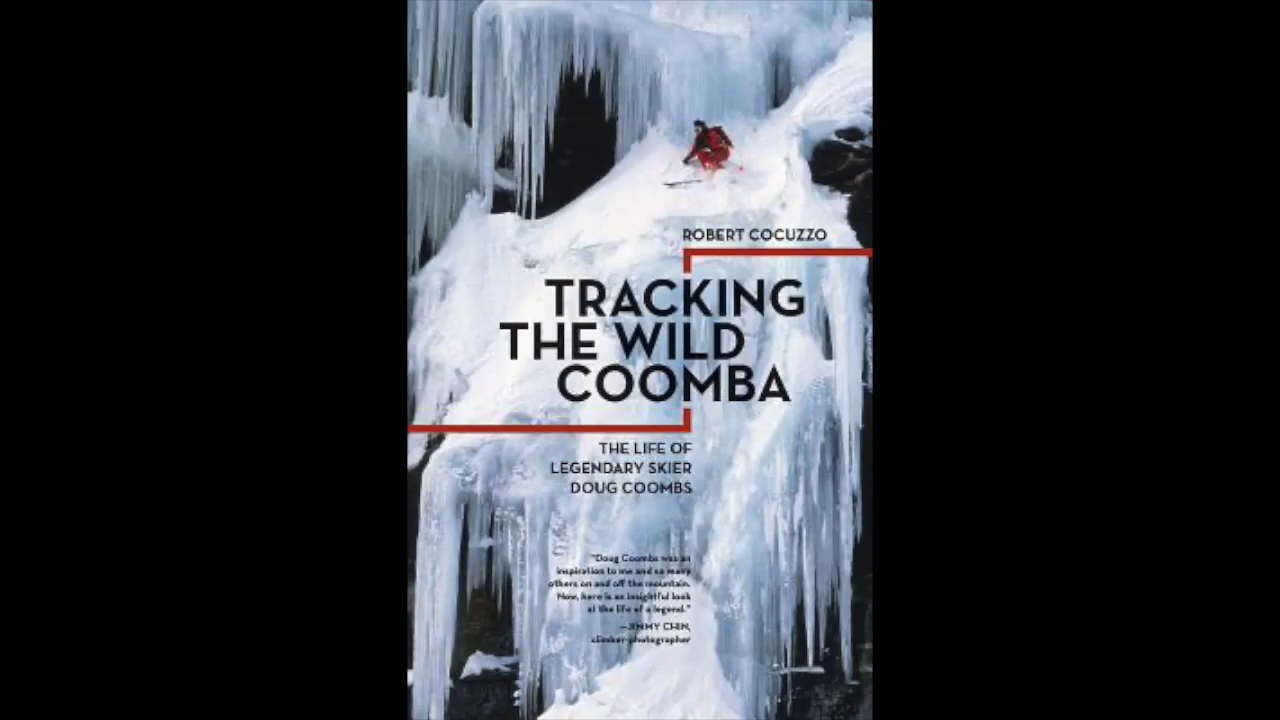 ROBERT COCUZZO
TRACKING
THE WILD
COOMBA
THE LIFE OF
LEGENDARY SKIER
DOUG COOMBS
"Doug Coombs was an
inspiration to me and so many
others on and off the mountain.
Now, here is an insightful look
at the life of a legend."
—JIMMY CHIN,
climber-photographer